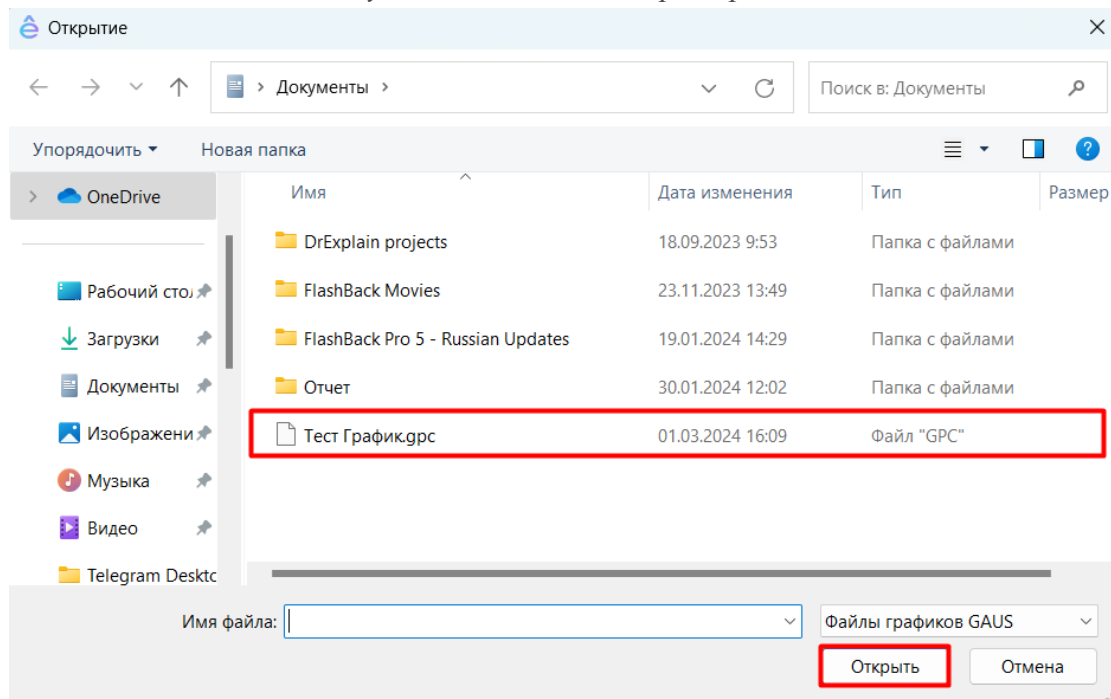 Открытие
Документы
Поиск в: Документы
Упорядочить
Новая папка
?
Имя Дата изменения Тип Размер
OneDrive
DrExplain projects 18.09.2023 9:53 Папка с файлами
Рабочий сто
FlashBack Movies 23.11.2023 13:49 Папка с файлами
Загрузки
FlashBack Pro 5 - Russian Updates 19.01.2024 14:29 Папка с файлами
Документы
Отчет 30.01.2024 12:02 Папка с файлами
Изображени
Тест График.gpc 01.03.2024 16:09 Файл "GPC"
Музыка
Видео
Telegram Deskto
Имя файла:
Файлы графиков GAUS
Открыть Отмена